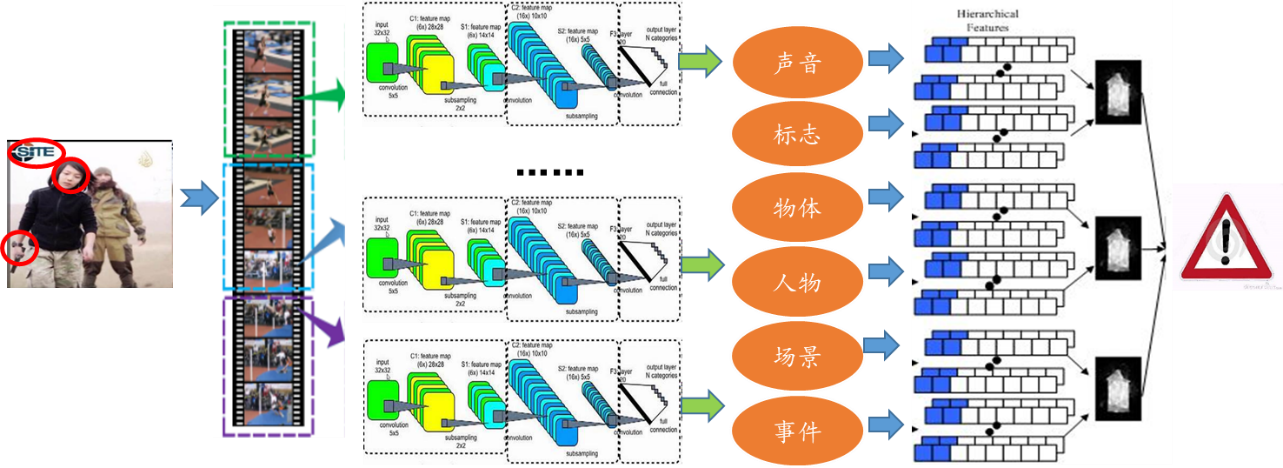 SITE
input
32x32
C1: feature map
(6x) 28x28
S1: feature map
(6x) 14x14
C2: feature map
(16x) 10x10
S2: feature map
(16x) 5x5
output layer
N categories
convolution
5x5
subsampling
2x2
convolution
subsampling
convolution
full
connection
......
input
32x32
C1: feature map
(6x) 28x28
S1: feature map
(6x) 14x14
C2: feature map
(16x) 10x10
S2: feature map
(16x) 5x5
output layer
N categories
convolution
5x5
subsampling
2x2
convolution
subsampling
convolution
full
connection
input
32x32
C1: feature map
(6x) 28x28
S1: feature map
(6x) 14x14
C2: feature map
(16x) 10x10
S2: feature map
(16x) 5x5
output layer
N categories
convolution
5x5
subsampling
2x2
convolution
subsampling
convolution
full
connection
声音
标志
物体
人物
场景
事件
Hierarchical
Features
!